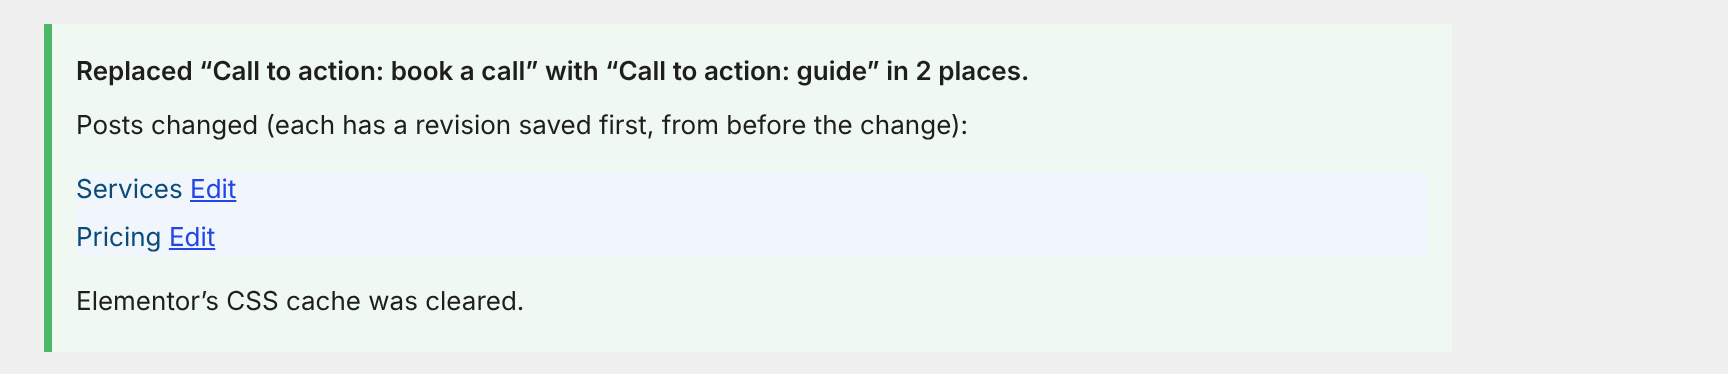 Replaced “Call to action: book a call” with “Call to action: guide” in 2 places.
Posts changed (each has a revision saved first, from before the change):
Services Edit
Pricing Edit
Elementor’s CSS cache was cleared.